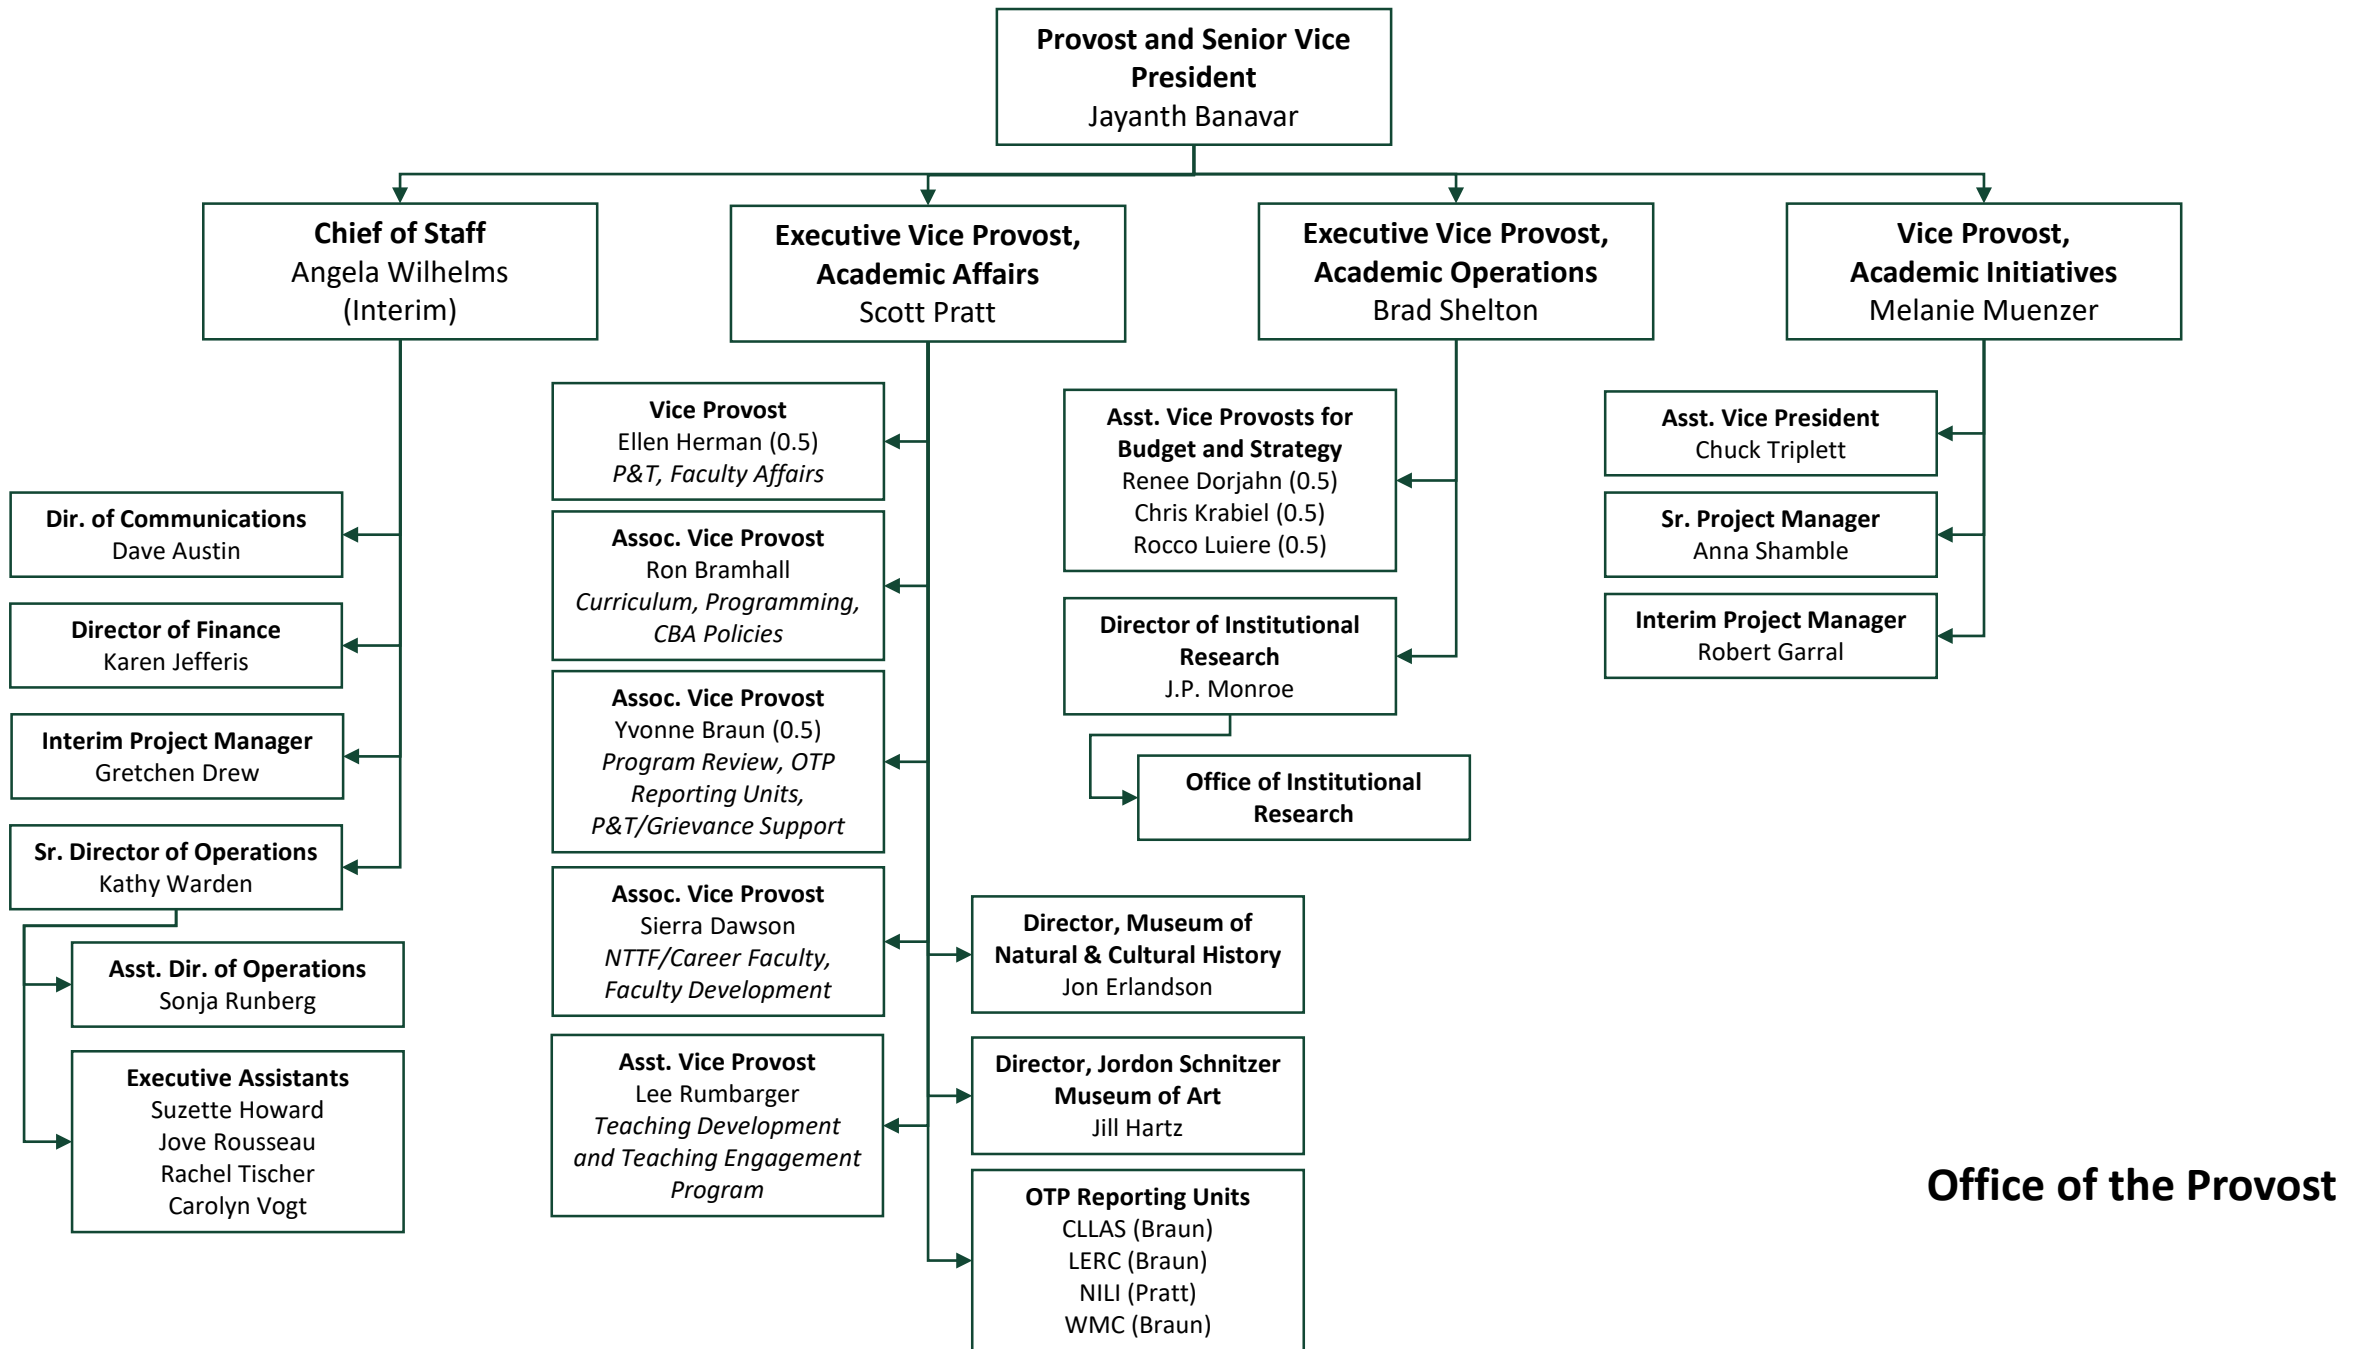 Provost and Senior Vice
President
Jayanth Banavar
Chief of Staff
Angela Wilhelms
(Interim)
Executive Vice Provost,
Academic Affairs
Scott Pratt
Executive Vice Provost,
Academic Operations
Brad Shelton
Vice Provost,
Academic Initiatives
Melanie Muenzer
Dir. of Communications
Dave Austin
Director of Finance
Karen Jefferis
Interim Project Manager
Gretchen Drew
Sr. Director of Operations
Kathy Warden
Asst. Dir. of Operations
Sonja Runberg
Executive Assistants
Suzette Howard
Jove Rousseau
Rachel Tischer
Carolyn Vogt
Vice Provost
Ellen Herman (0.5)
P&T, Faculty Affairs
Assoc. Vice Provost
Ron Bramhall
Curriculum, Programming,
CBA Policies
Assoc. Vice Provost
Yvonne Braun (0.5)
Program Review, OTP
Reporting Units,
P&T/Grievance Support
Assoc. Vice Provost
Sierra Dawson
NTTF/Career Faculty,
Faculty Development
Asst. Vice Provost
Lee Rumbarger
Teaching Development
and Teaching Engagement
Program
Director, Museum of
Natural & Cultural History
Jon Erlandson
Director, Jordon Schnitzer
Museum of Art
Jill Hartz
OTP Reporting Units
CLLAS (Braun)
LERC (Braun)
NILI (Pratt)
WMC (Braun)
Asst. Vice Provosts for
Budget and Strategy
Renee Dorjahn (0.5)
Chris Krabiel (0.5)
Rocco Luiere (0.5)
Director of Institutional
Research
J.P. Monroe
Office of Institutional
Research
Asst. Vice President
Chuck Triplett
Sr. Project Manager
Anna Shamble
Interim Project Manager
Robert Garral
Office of the Provost